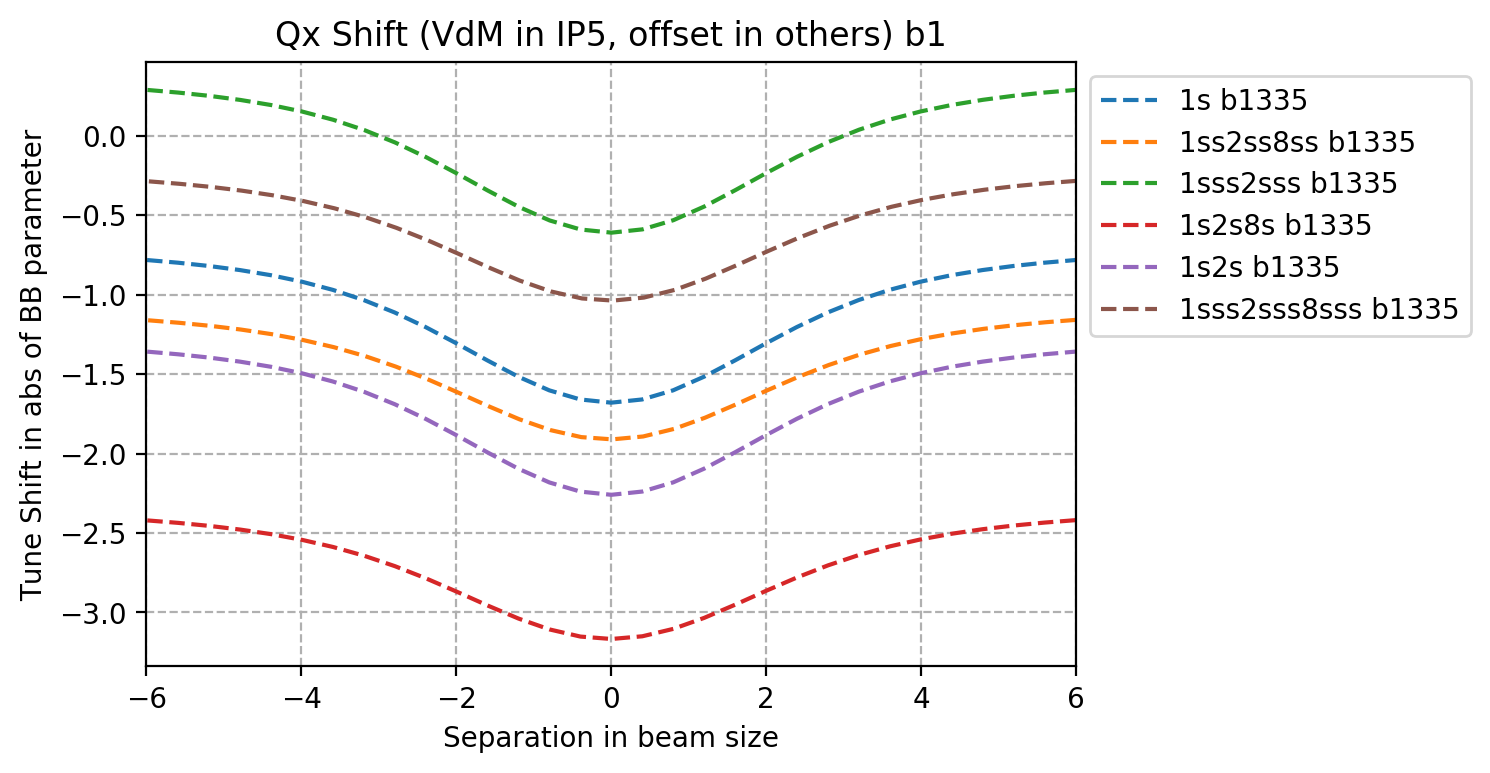 Qx Shift (VdM in IP5, offset in others) b1
Tune Shift in abs of BB parameter
0.0
−0.5
−1.0
−1.5
−2.0
−2.5
−3.0
−6
−4
−2
0
2
4
6
Separation in beam size
1s b1335
1ss2ss8ss b1335
1sss2sss b1335
1s2s8s b1335
1s2s b1335
1sss2sss8sss b1335